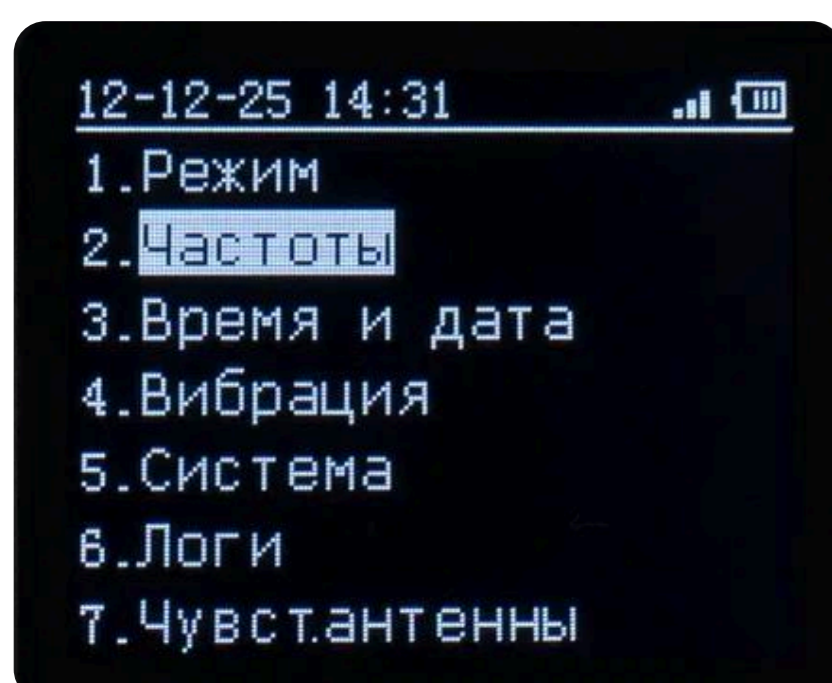 12-12-25 14:31
1.Режим
2.Частоты
3.Время и дата
4.Вибрация
5.Система
6.Логи
7.Чувст.антенны